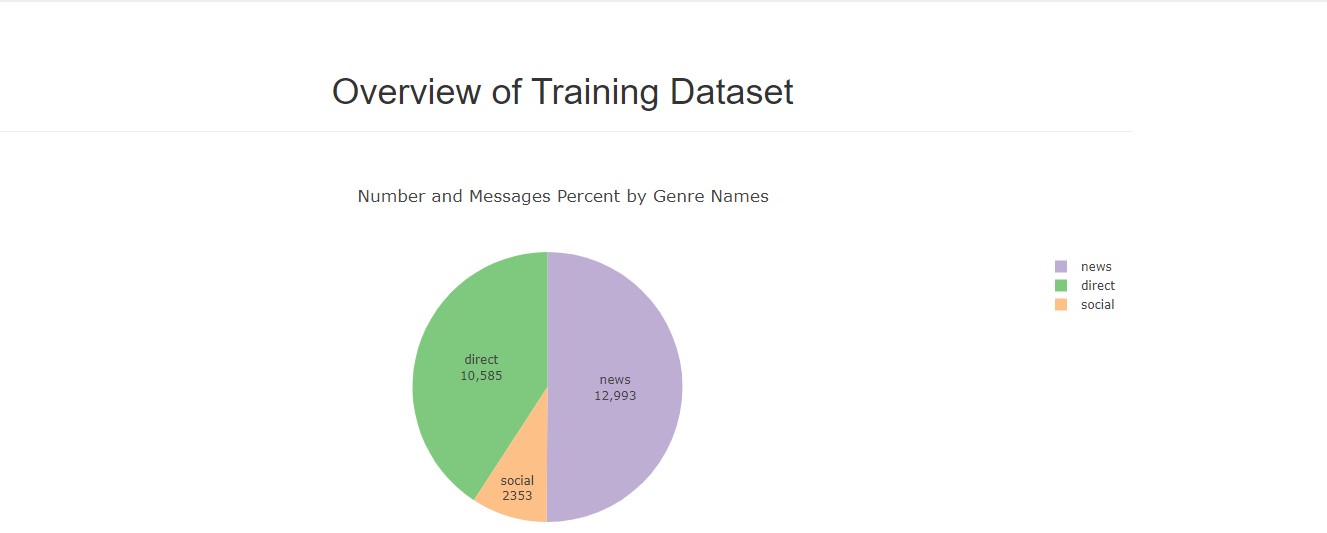 Overview of Training Dataset
Number and Messages Percent by Genre Names
news
direct
social
direct
10,585
news
12,993
social
2353